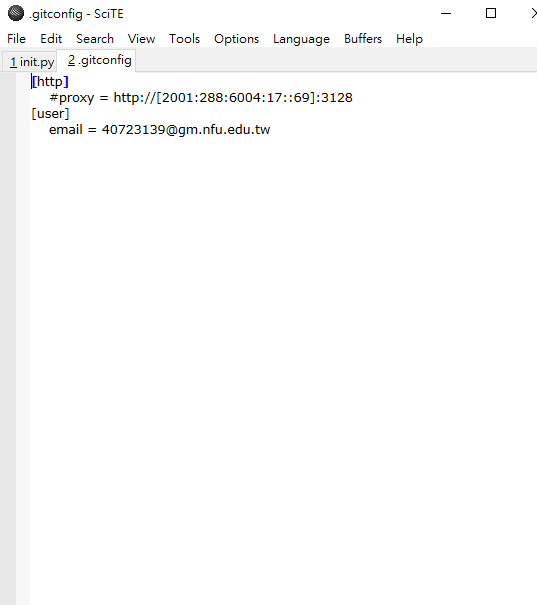 .gitconfig - SciTE
File Edit Search View Tools Options Language Buffers Help
1 init.py 2 .gitconfig
[http]
#proxy = http://[2001:288:6004:17::69]:3128
[user]
email = 40723139@gm.nfu.edu.tw